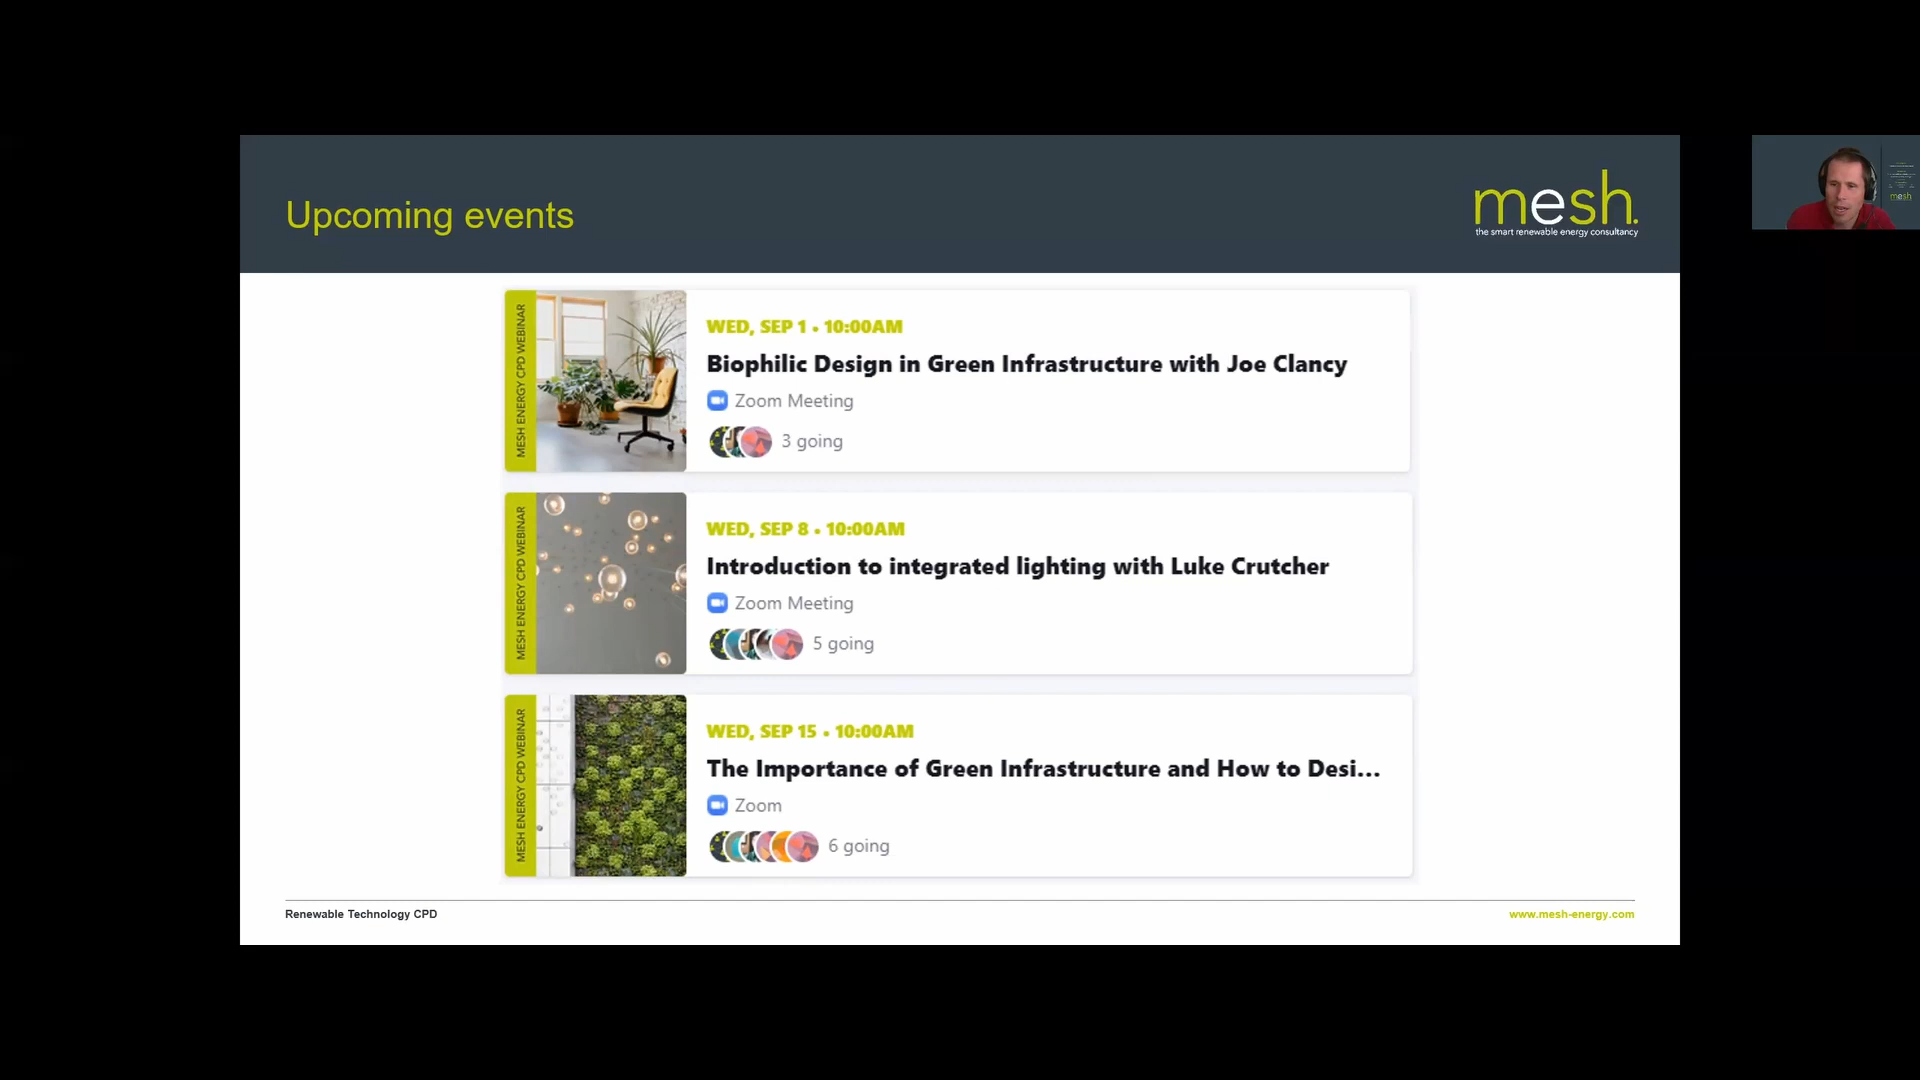 Upcoming events
mesh.
the smart renewable energy consultancy
MESH ENERGY CPD WEBINAR
WED, SEP 1 • 10:00AM
Biophilic Design in Green Infrastructure with Joe Clancy
Zoom Meeting
3 going
MESH ENERGY CPD WEBINAR
WED, SEP 8 • 10:00AM
Introduction to integrated lighting with Luke Crutcher
Zoom Meeting
5 going
MESH ENERGY CPD WEBINAR
WED, SEP 15 • 10:00AM
The Importance of Green Infrastructure and How to Desi...
Zoom
6 going
Renewable Technology CPD
www.mesh-energy.com
mesh